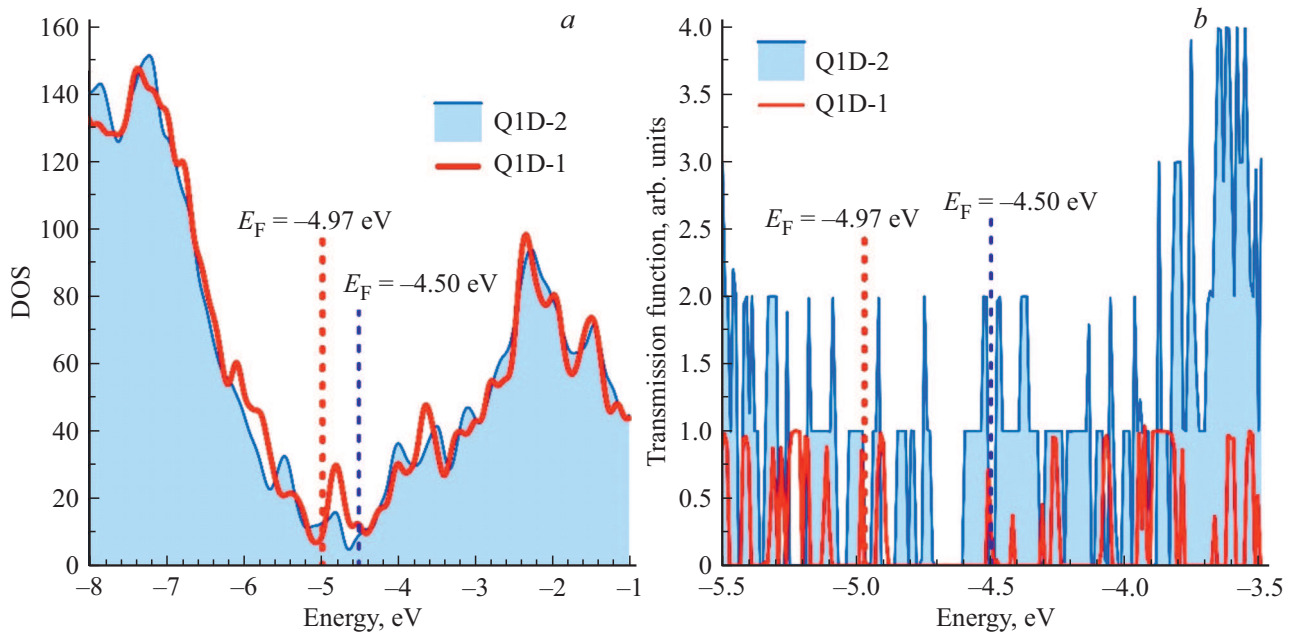 a
160
140
120
100
80
60
40
20
0
DOS
–8
–7
–6
–5
–4
–3
–2
–1
Energy, eV
Q1D-2
Q1D-1
E_F = –4.97 eV
E_F = –4.50 eV
b
4.0
3.5
3.0
2.5
2.0
1.5
1.0
0.5
0
Transmission function, arb. units
–5.5
–5.0
–4.5
–4.0
–3.5
Energy, eV
Q1D-2
Q1D-1
E_F = –4.97 eV
E_F = –4.50 eV